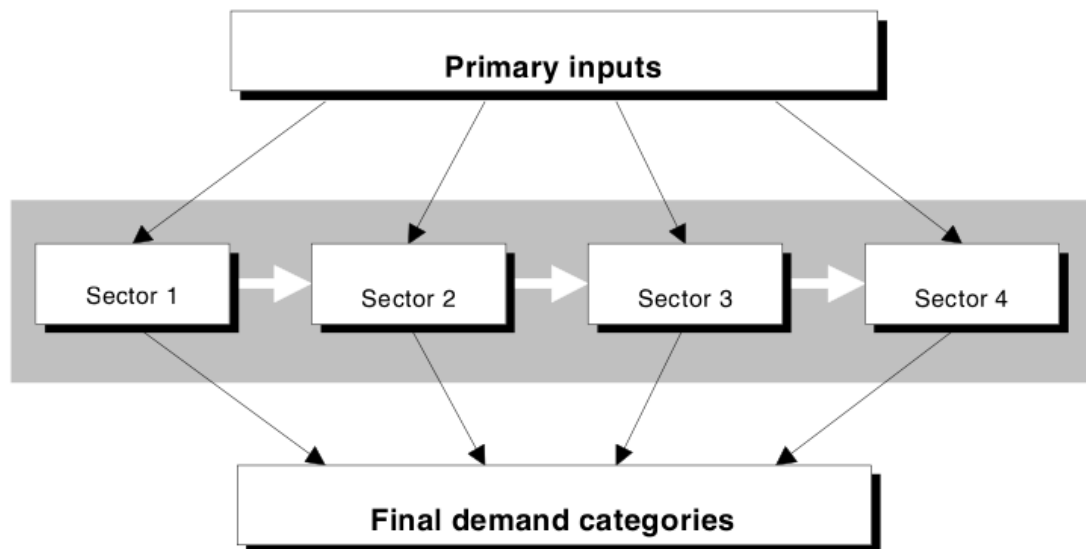 Primary inputs
Sector 1
Sector 2
Sector 3
Sector 4
Final demand categories